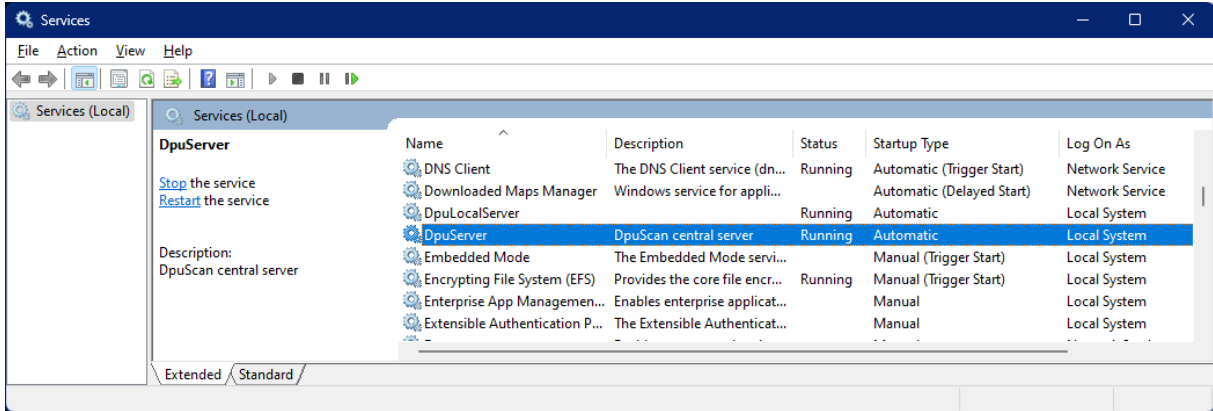 Services
File Action View Help
Services (Local)
Services (Local)
DpuServer
Stop the service
Restart the service
Description:
DpuScan central server
Name Description Status Startup Type Log On As
DNS Client The DNS Client service (dn... Running Automatic (Trigger Start) Network Service
Downloaded Maps Manager Windows service for appli... Automatic (Delayed Start) Network Service
DpuLocalServer Running Automatic Local System
DpuServer DpuScan central server Running Automatic Local System
Embedded Mode The Embedded Mode servi... Manual (Trigger Start) Local System
Encrypting File System (EFS) Provides the core file encr... Running Manual (Trigger Start) Local System
Enterprise App Managemen... Enables enterprise applicat... Manual Local System
Extensible Authentication P... The Extensible Authenticat... Manual Local System
Extended Standard